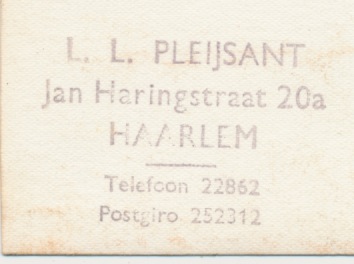 L. L. PLEIJSANT
Jan Haringstraat 20a
HAARLEM
Telefoon 22862
Postgiro 252312